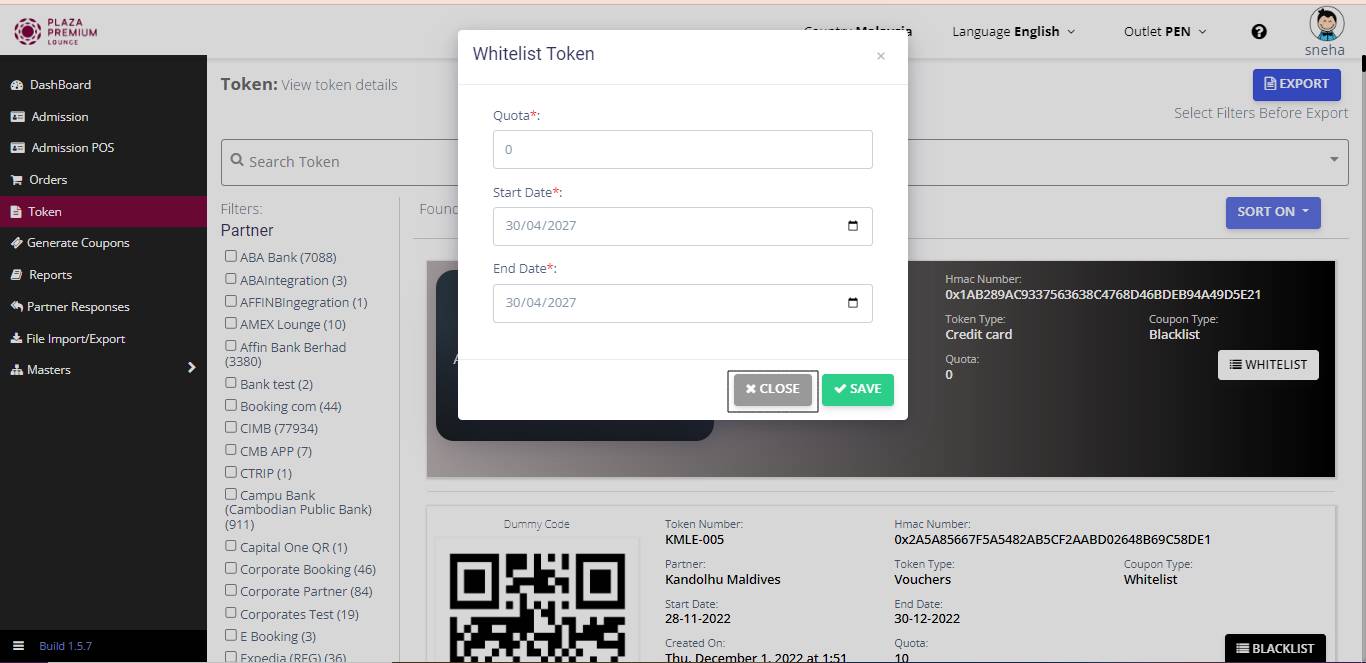 PLAZA
PREMIUM
LOUNGE
Country Malaysia
Language English
Outlet PEN
sneha
DashBoard
Admission
Admission POS
Orders
Token
Generate Coupons
Reports
Partner Responses
File Import/Export
Masters
Build 1.5.7
Token: View token details
EXPORT
Select Filters Before Export
Search Token
Filters:
Partner
ABA Bank (7088)
ABAIntegration (3)
AFFINBIngegration (1)
AMEX Lounge (10)
Affin Bank Berhad
(3380)
Bank test (2)
Booking com (44)
CIMB (77934)
CMB APP (7)
CTRIP (1)
Campu Bank
(Cambodian Public Bank)
(911)
Capital One QR (1)
Corporate Booking (46)
Corporate Partner (84)
Corporates Test (19)
E Booking (3)
Expedia (REG) (36)
Found
SORT ON
Whitelist Token
×
Quota*:
0
Start Date*:
30/04/2027
End Date*:
30/04/2027
CLOSE
SAVE
A
Hmac Number:
0x1AB289AC9337563638C4768D46BDEB94A49D5E21
Token Type:
Credit card
Coupon Type:
Blacklist
Quota:
0
WHITELIST
Dummy Code
Token Number:
KMLE-005
Hmac Number:
0x2A5A85667F5A5482AB5CF2AABD02648B69C58DE1
Partner:
Kandolhu Maldives
Token Type:
Vouchers
Coupon Type:
Whitelist
Start Date:
28-11-2022
End Date:
30-12-2022
Created On:
Thu, December 1, 2022 at 1:51
Quota:
10
BLACKLIST